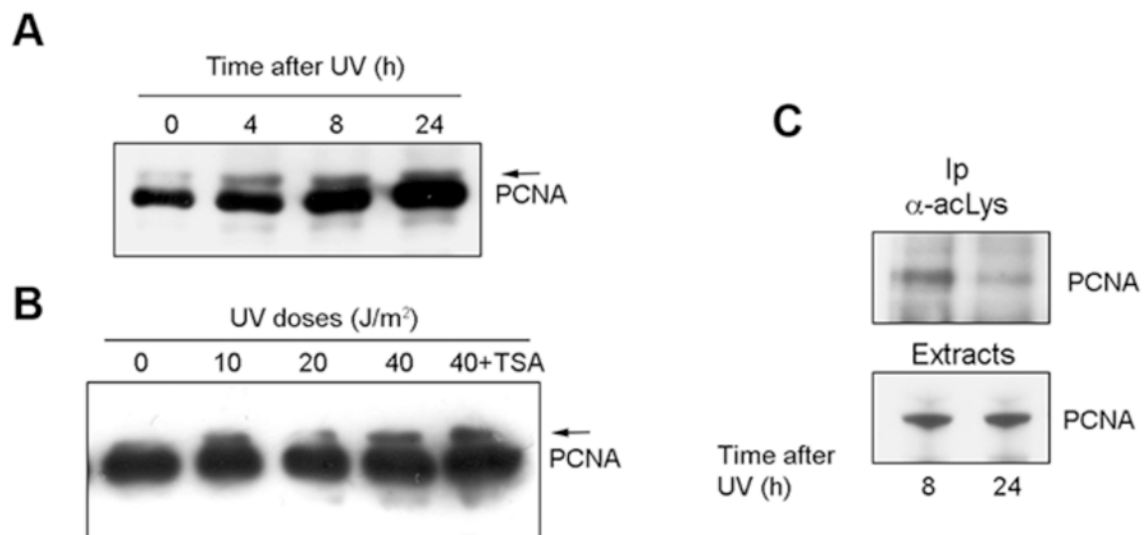 A
Time after UV (h)
0 4 8 24
PCNA
B
UV doses (J/m²)
0 10 20 40 40+TSA
PCNA
C
Ip
α-acLys
PCNA
Extracts
PCNA
Time after
UV (h) 8 24